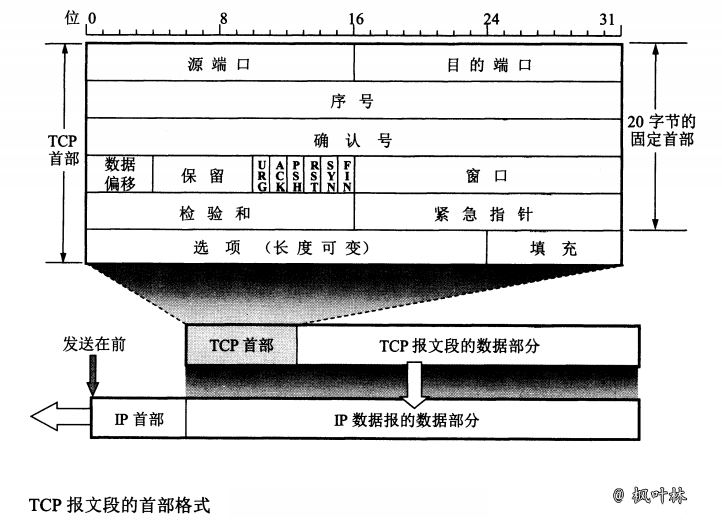 位 0 8 16 24 31
源端口 目的端口
序号
确认号
TCP 首部
20 字节的固定首部
数据偏移 保留 URG ACK PSH RST SYN FIN 窗口
检验和 紧急指针
选项 (长度可变) 填充
TCP 首部 TCP 报文段的数据部分
发送在前
IP 首部 IP 数据报的数据部分
TCP 报文段的首部格式
@ 枫叶林